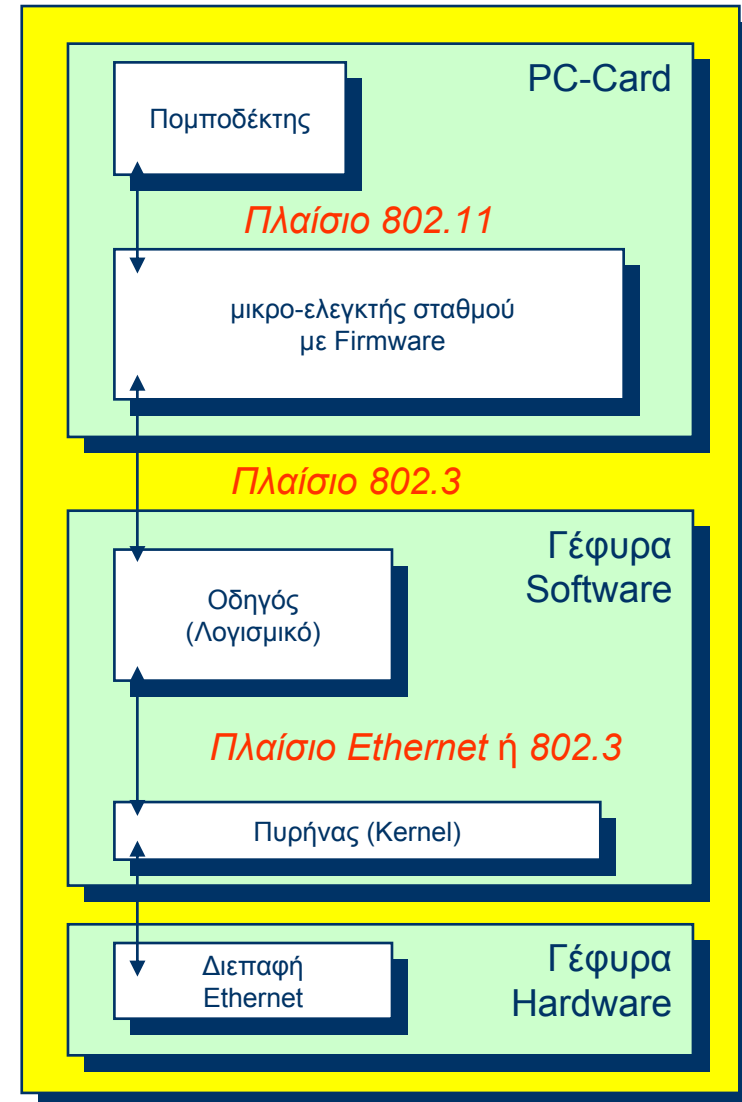 PC-Card
Πομποδέκτης
Πλαίσιο 802.11
μικρο-ελεγκτής σταθμού
με Firmware
Πλαίσιο 802.3
Γέφυρα
Software
Οδηγός
(Λογισμικό)
Πλαίσιο Ethernet ή 802.3
Πυρήνας (Kernel)
Γέφυρα
Hardware
Διεπαφή
Ethernet